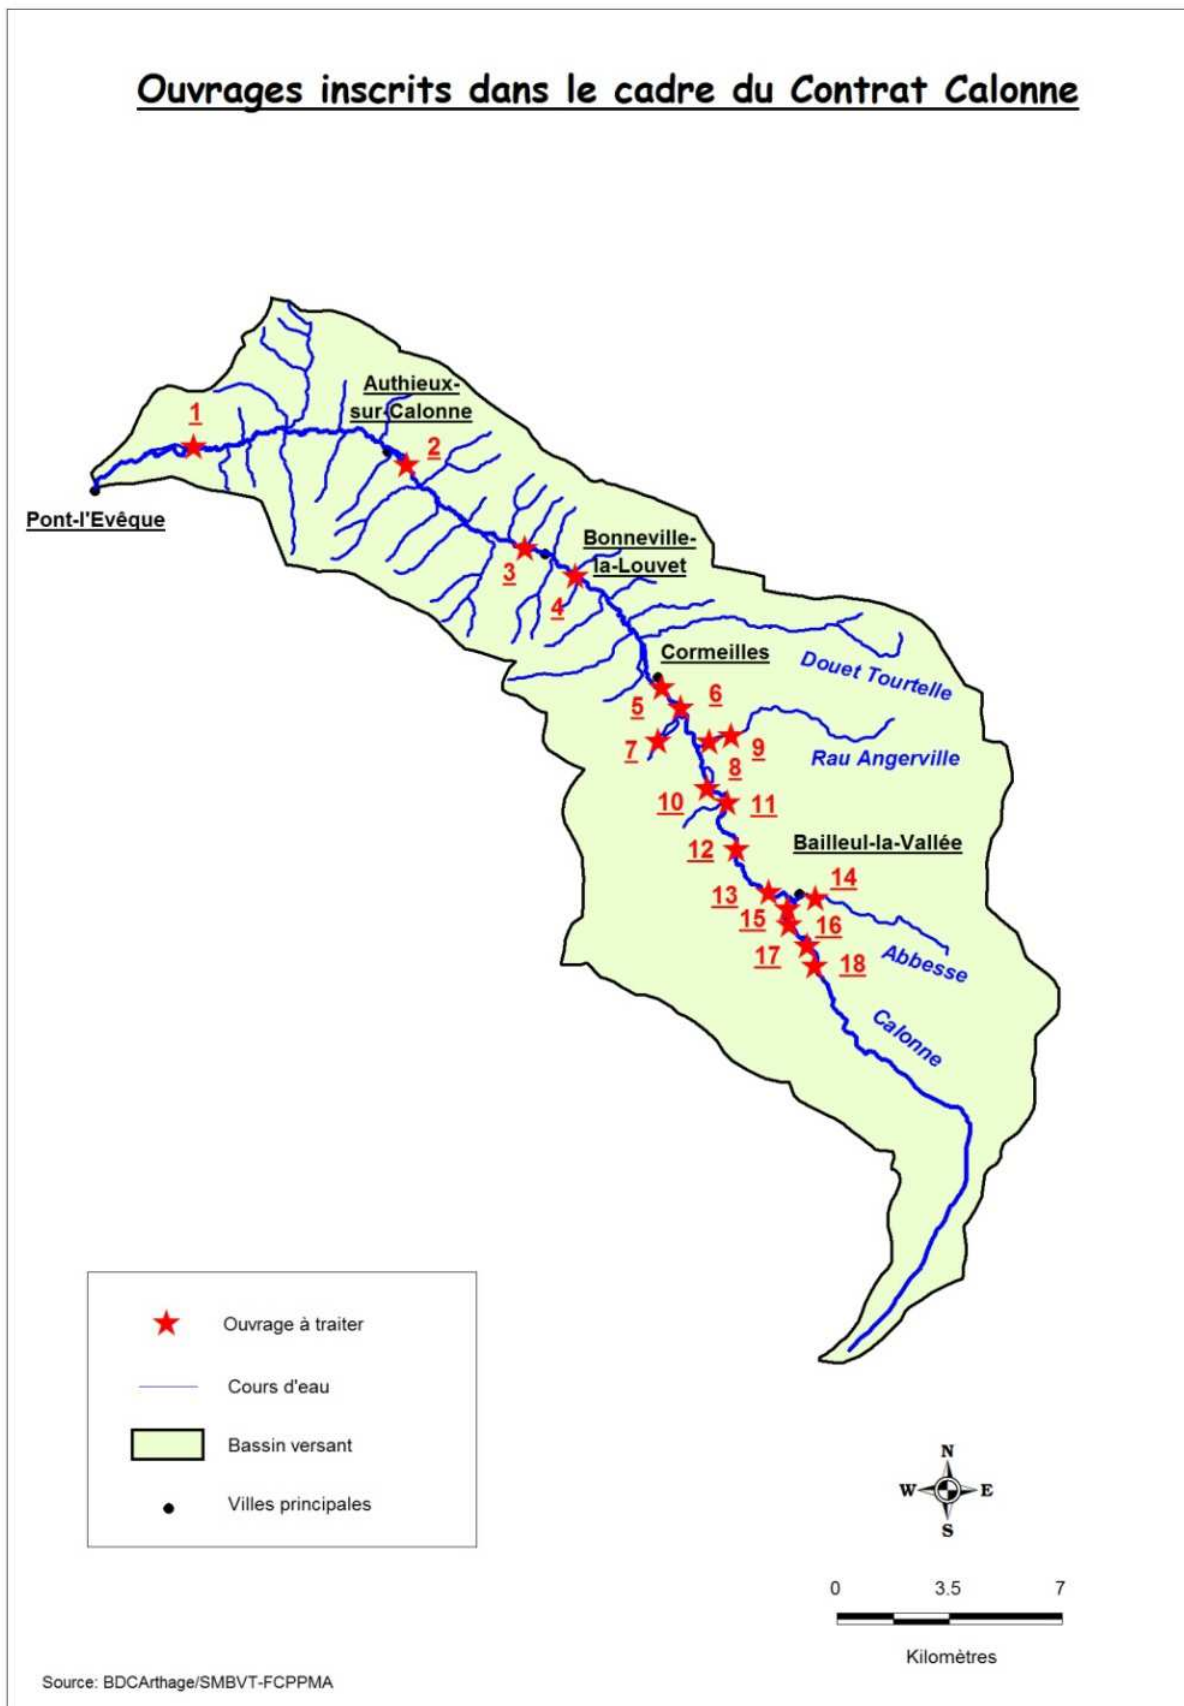 Ouvrages inscrits dans le cadre du Contrat Calonne
1
Authieux-
sur-Calonne
2
Pont-l'Evêque
3
Bonneville-
la-Louvet
4
Cormeilles
Douet Tourtelle
5
6
7
9
Rau Angerville
8
10
11
12
Bailleul-la-Vallée
13
14
15
16
17
18
Abbesse
Calonne
Ouvrage à traiter
Cours d'eau
Bassin versant
Villes principales
N
W
E
S
0
3.5
7
Kilomètres
Source: BDCArthage/SMBVT-FCPPMA